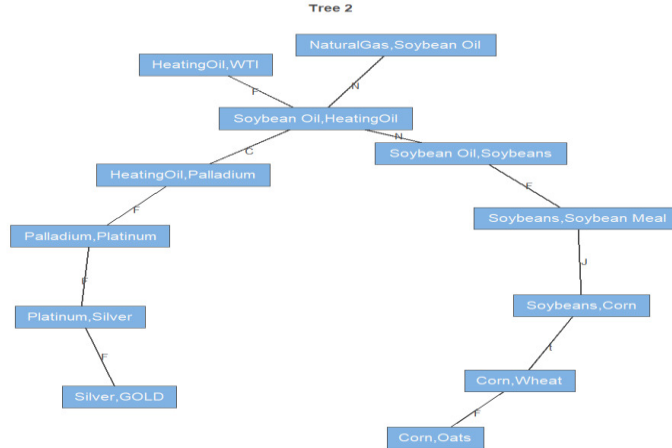 Tree 2
NaturalGas,Soybean Oil
HeatingOil,WTI
F
N
Soybean Oil,HeatingOil
N
C
Soybean Oil,Soybeans
HeatingOil,Palladium
F
F
Soybeans,Soybean Meal
Palladium,Platinum
J
F
Soybeans,Corn
Platinum,Silver
t
F
Corn,Wheat
Silver,GOLD
F
Corn,Oats